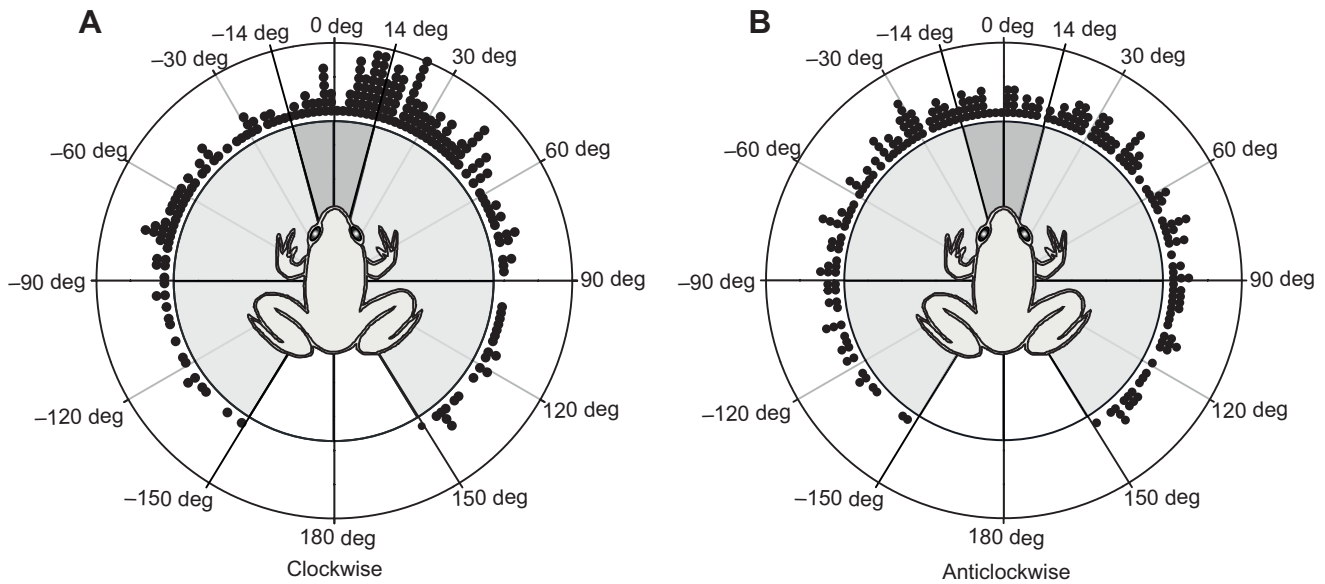 A
0 deg
–14 deg
14 deg
–30 deg
30 deg
–60 deg
60 deg
–90 deg
90 deg
–120 deg
120 deg
–150 deg
150 deg
180 deg
Clockwise
B
0 deg
–14 deg
14 deg
–30 deg
30 deg
–60 deg
60 deg
–90 deg
90 deg
–120 deg
120 deg
–150 deg
150 deg
180 deg
Anticlockwise